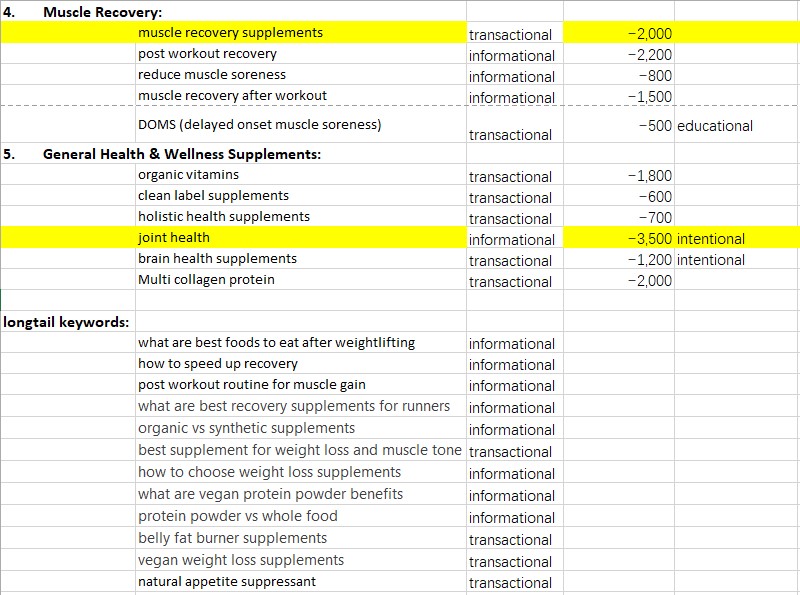 4. Muscle Recovery:
muscle recovery supplements transactional ~2,000
post workout recovery informational ~2,200
reduce muscle soreness informational ~800
muscle recovery after workout informational ~1,500
DOMS (delayed onset muscle soreness) transactional ~500 educational
5. General Health & Wellness Supplements:
organic vitamins transactional ~1,800
clean label supplements transactional ~600
holistic health supplements transactional ~700
joint health informational ~3,500 intentional
brain health supplements transactional ~1,200 intentional
Multi collagen protein transactional ~2,000
longtail keywords:
what are best foods to eat after weightlifting informational
how to speed up recovery informational
post workout routine for muscle gain informational
what are best recovery supplements for runners informational
organic vs synthetic supplements informational
best supplement for weight loss and muscle tone transactional
how to choose weight loss supplements informational
what are vegan protein powder benefits informational
protein powder vs whole food informational
belly fat burner supplements transactional
vegan weight loss supplements transactional
natural appetite suppressant transactional